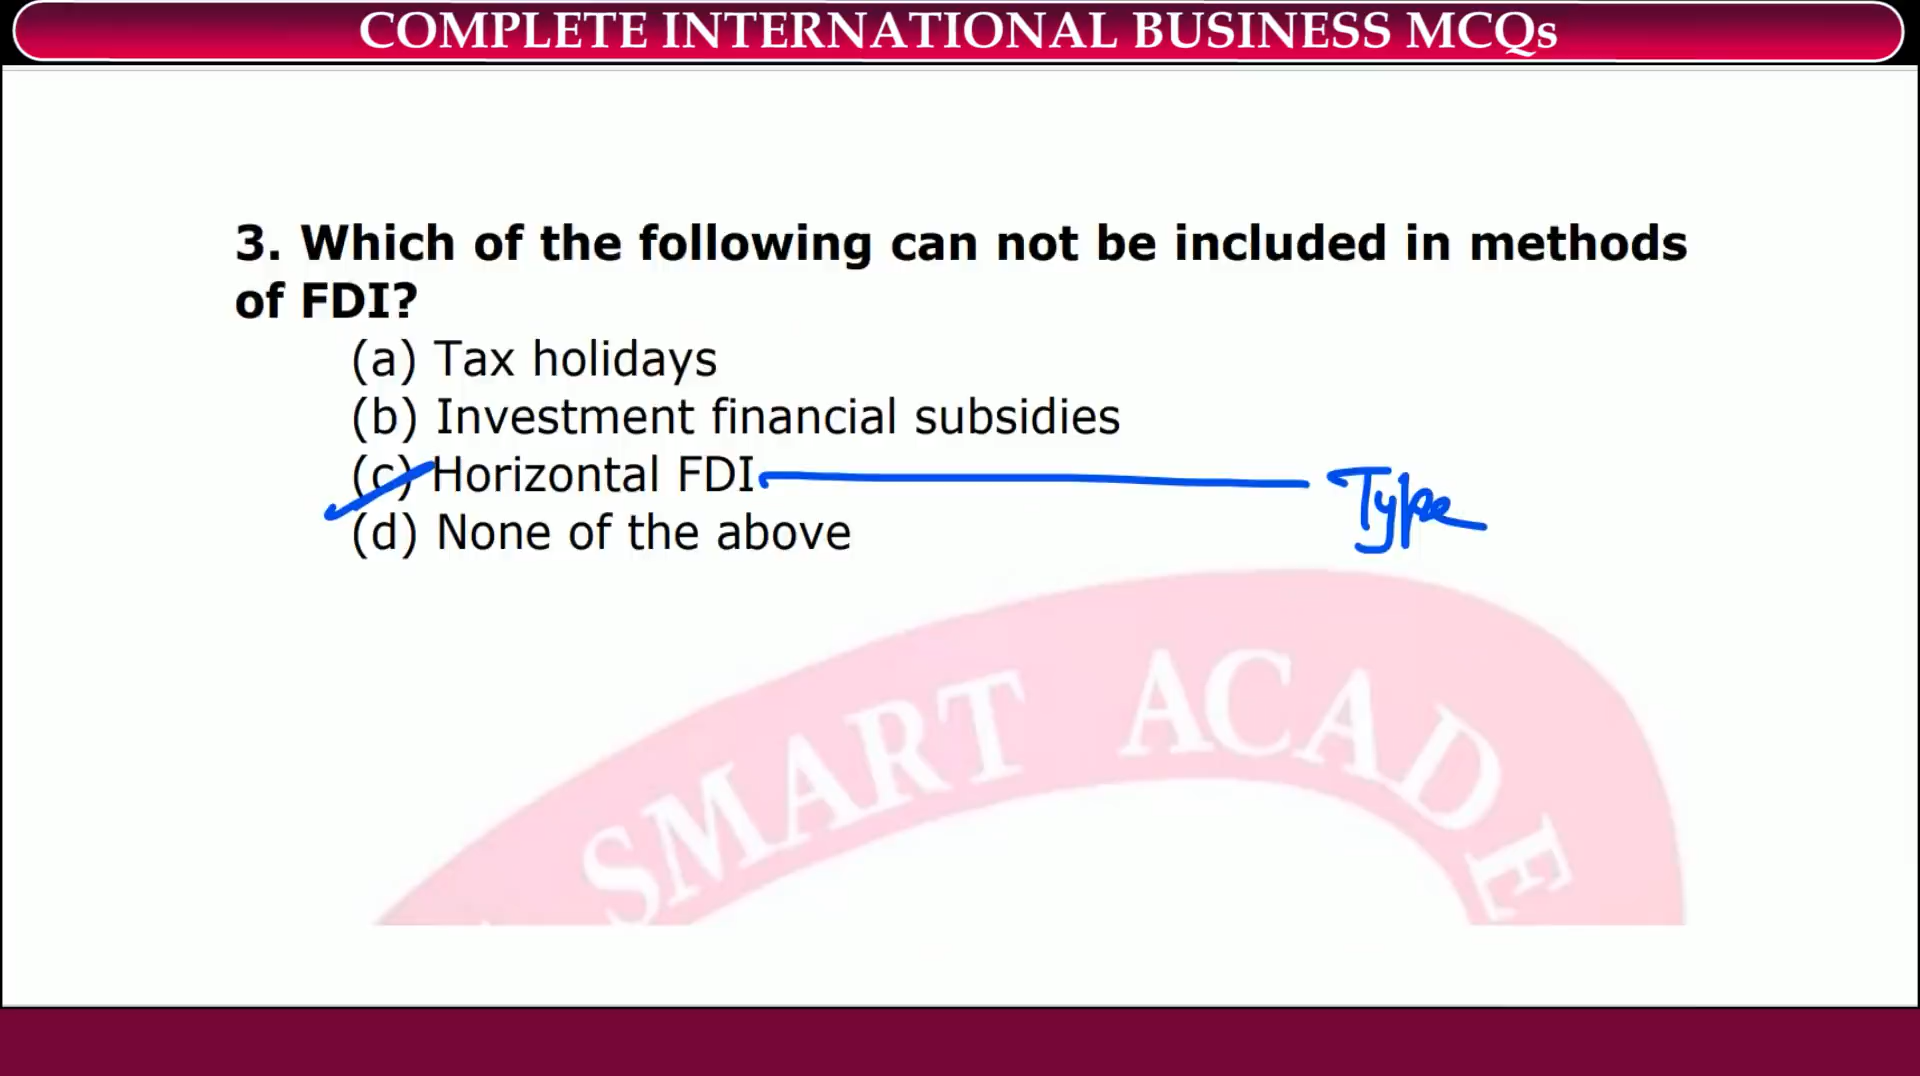 COMPLETE INTERNATIONAL BUSINESS MCQs
3. Which of the following can not be included in methods
of FDI?
(a) Tax holidays
(b) Investment financial subsidies
(c) Horizontal FDI
Type
(d) None of the above
SMART ACADE